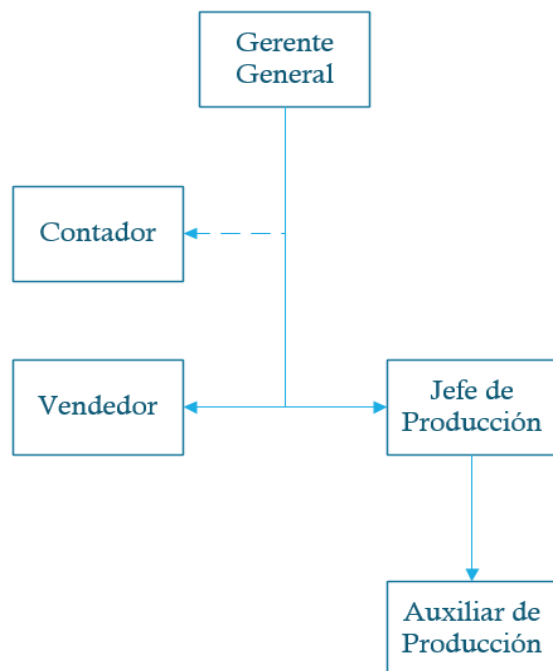 Gerente
General
Contador
Vendedor
Jefe de
Producción
Auxiliar de
Producción